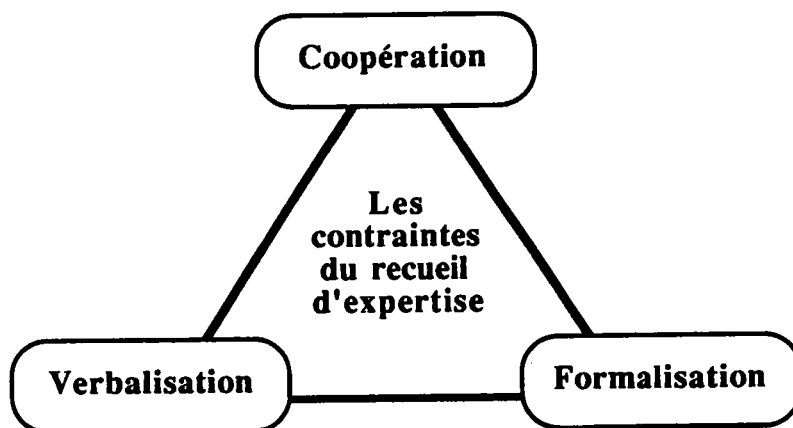 Coopération
Les
contraintes
du recueil
d'expertise
Verbalisation
Formalisation